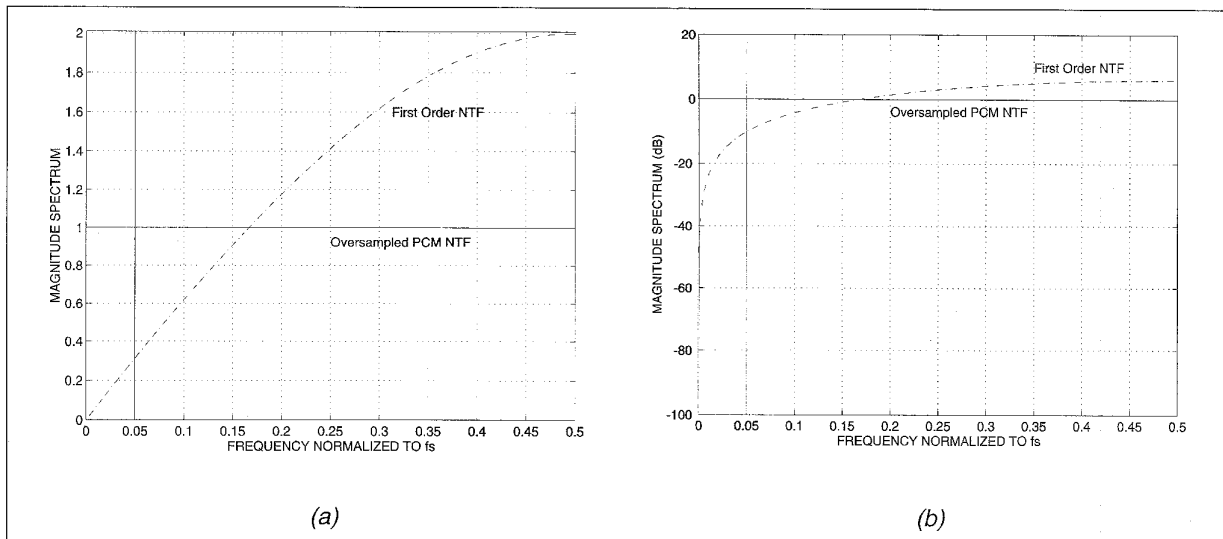 2
1.8
1.6
1.4
1.2
1
0.8
0.6
0.4
0.2
0
MAGNITUDE SPECTRUM
First Order NTF
Oversampled PCM NTF
0 0.05 0.1 0.15 0.2 0.25 0.3 0.35 0.4 0.45 0.5
FREQUENCY NORMALIZED TO fs
(a)
20
0
-20
-40
-60
-80
-100
MAGNITUDE SPECTRUM (dB)
First Order NTF
Oversampled PCM NTF
0 0.05 0.1 0.15 0.2 0.25 0.3 0.35 0.4 0.45 0.5
FREQUENCY NORMALIZED TO fs
(b)